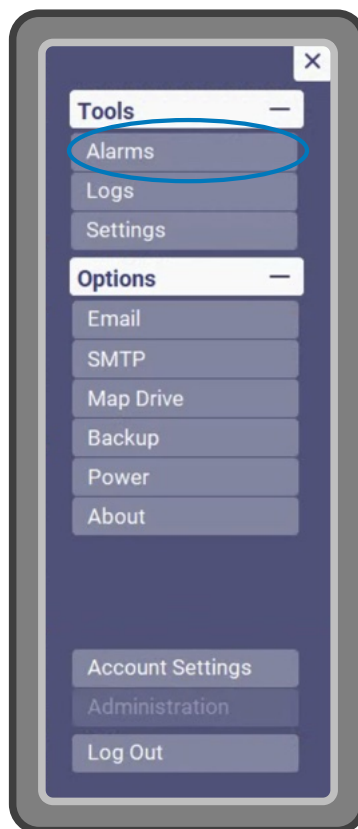 Tools
Alarms
Logs
Settings
Options
Email
SMTP
Map Drive
Backup
Power
About
Account Settings
Administration
Log Out